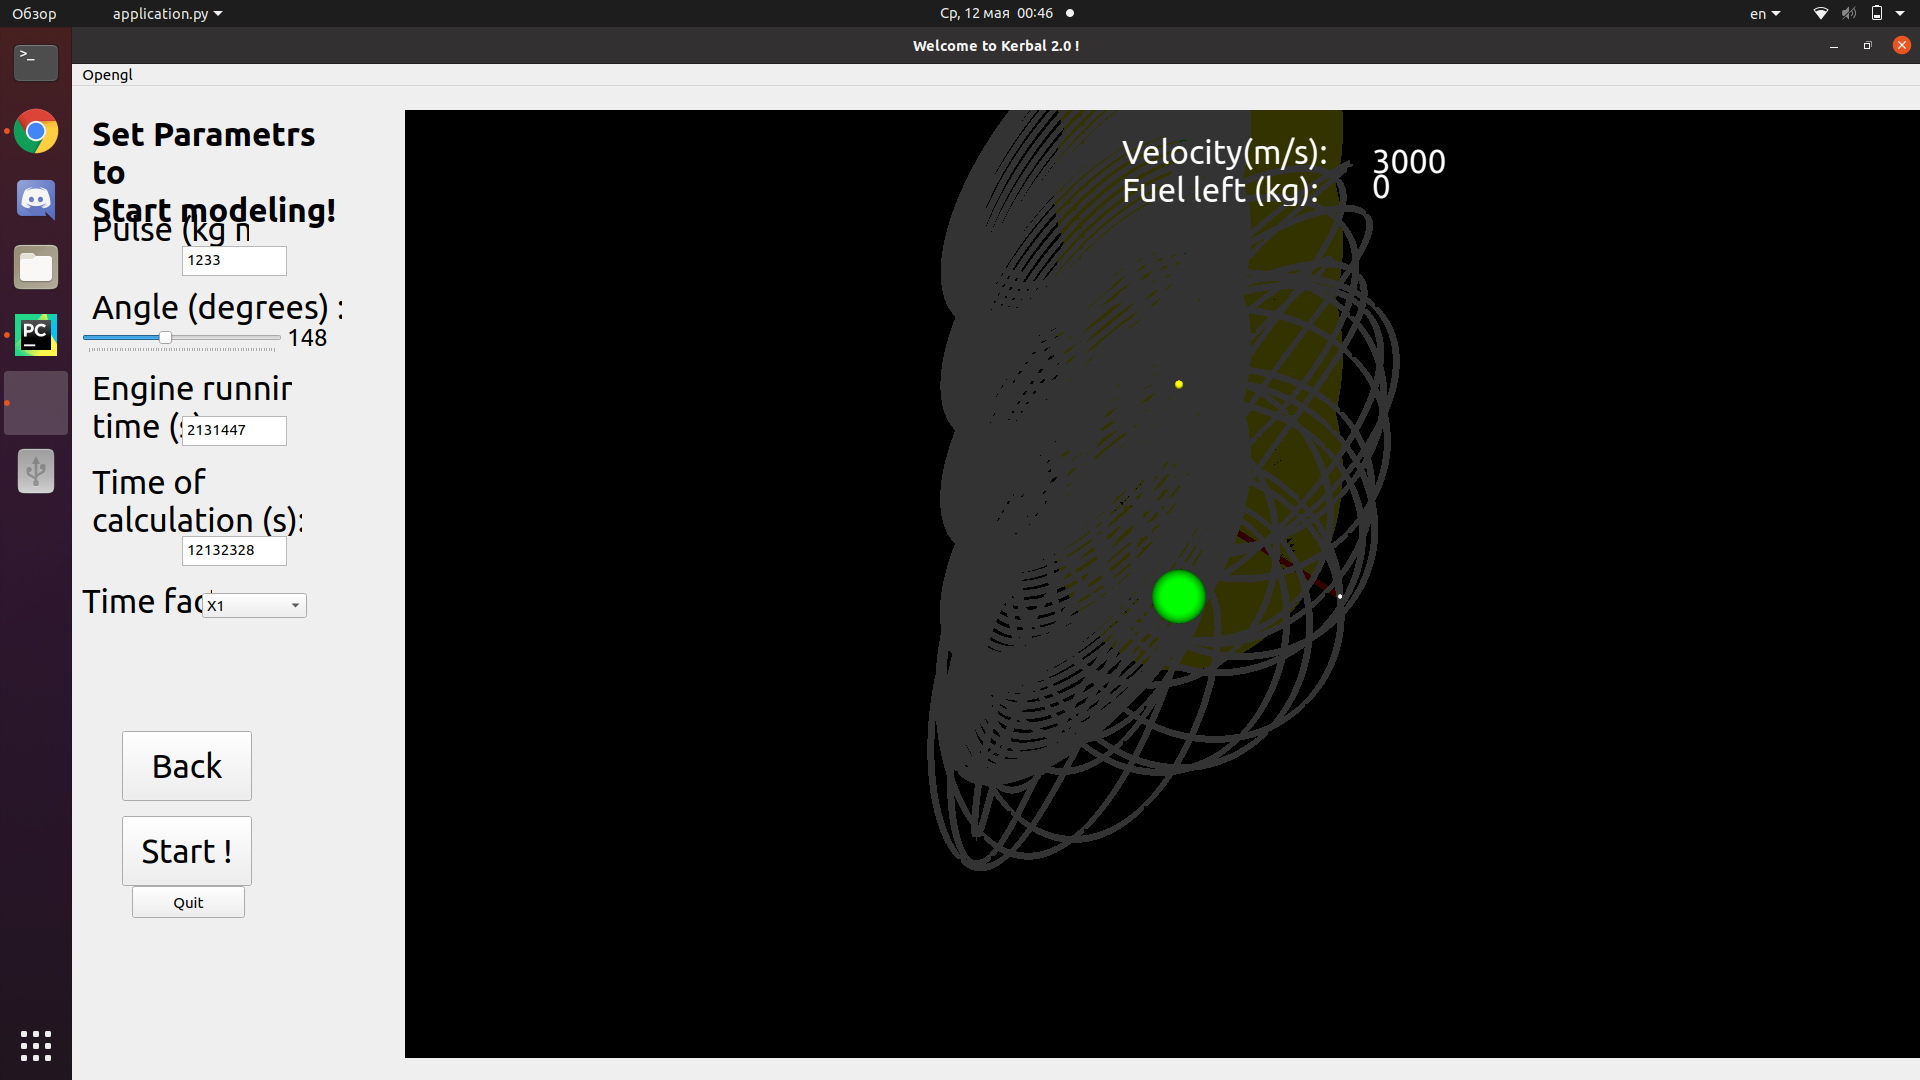 Обзор
application.py
Ср, 12 мая 00:46
en
Welcome to Kerbal 2.0 !
Opengl
Set Parametrs
to
Start modeling!
Pulse (kg
1233
Angle (degrees) :
148
Engine
time
2131447
Time of
calculation (s):
12132328
Time
X1
Back
Start !
Quit
Velocity(m/s):
3000
Fuel left (kg):
0
>_
PC